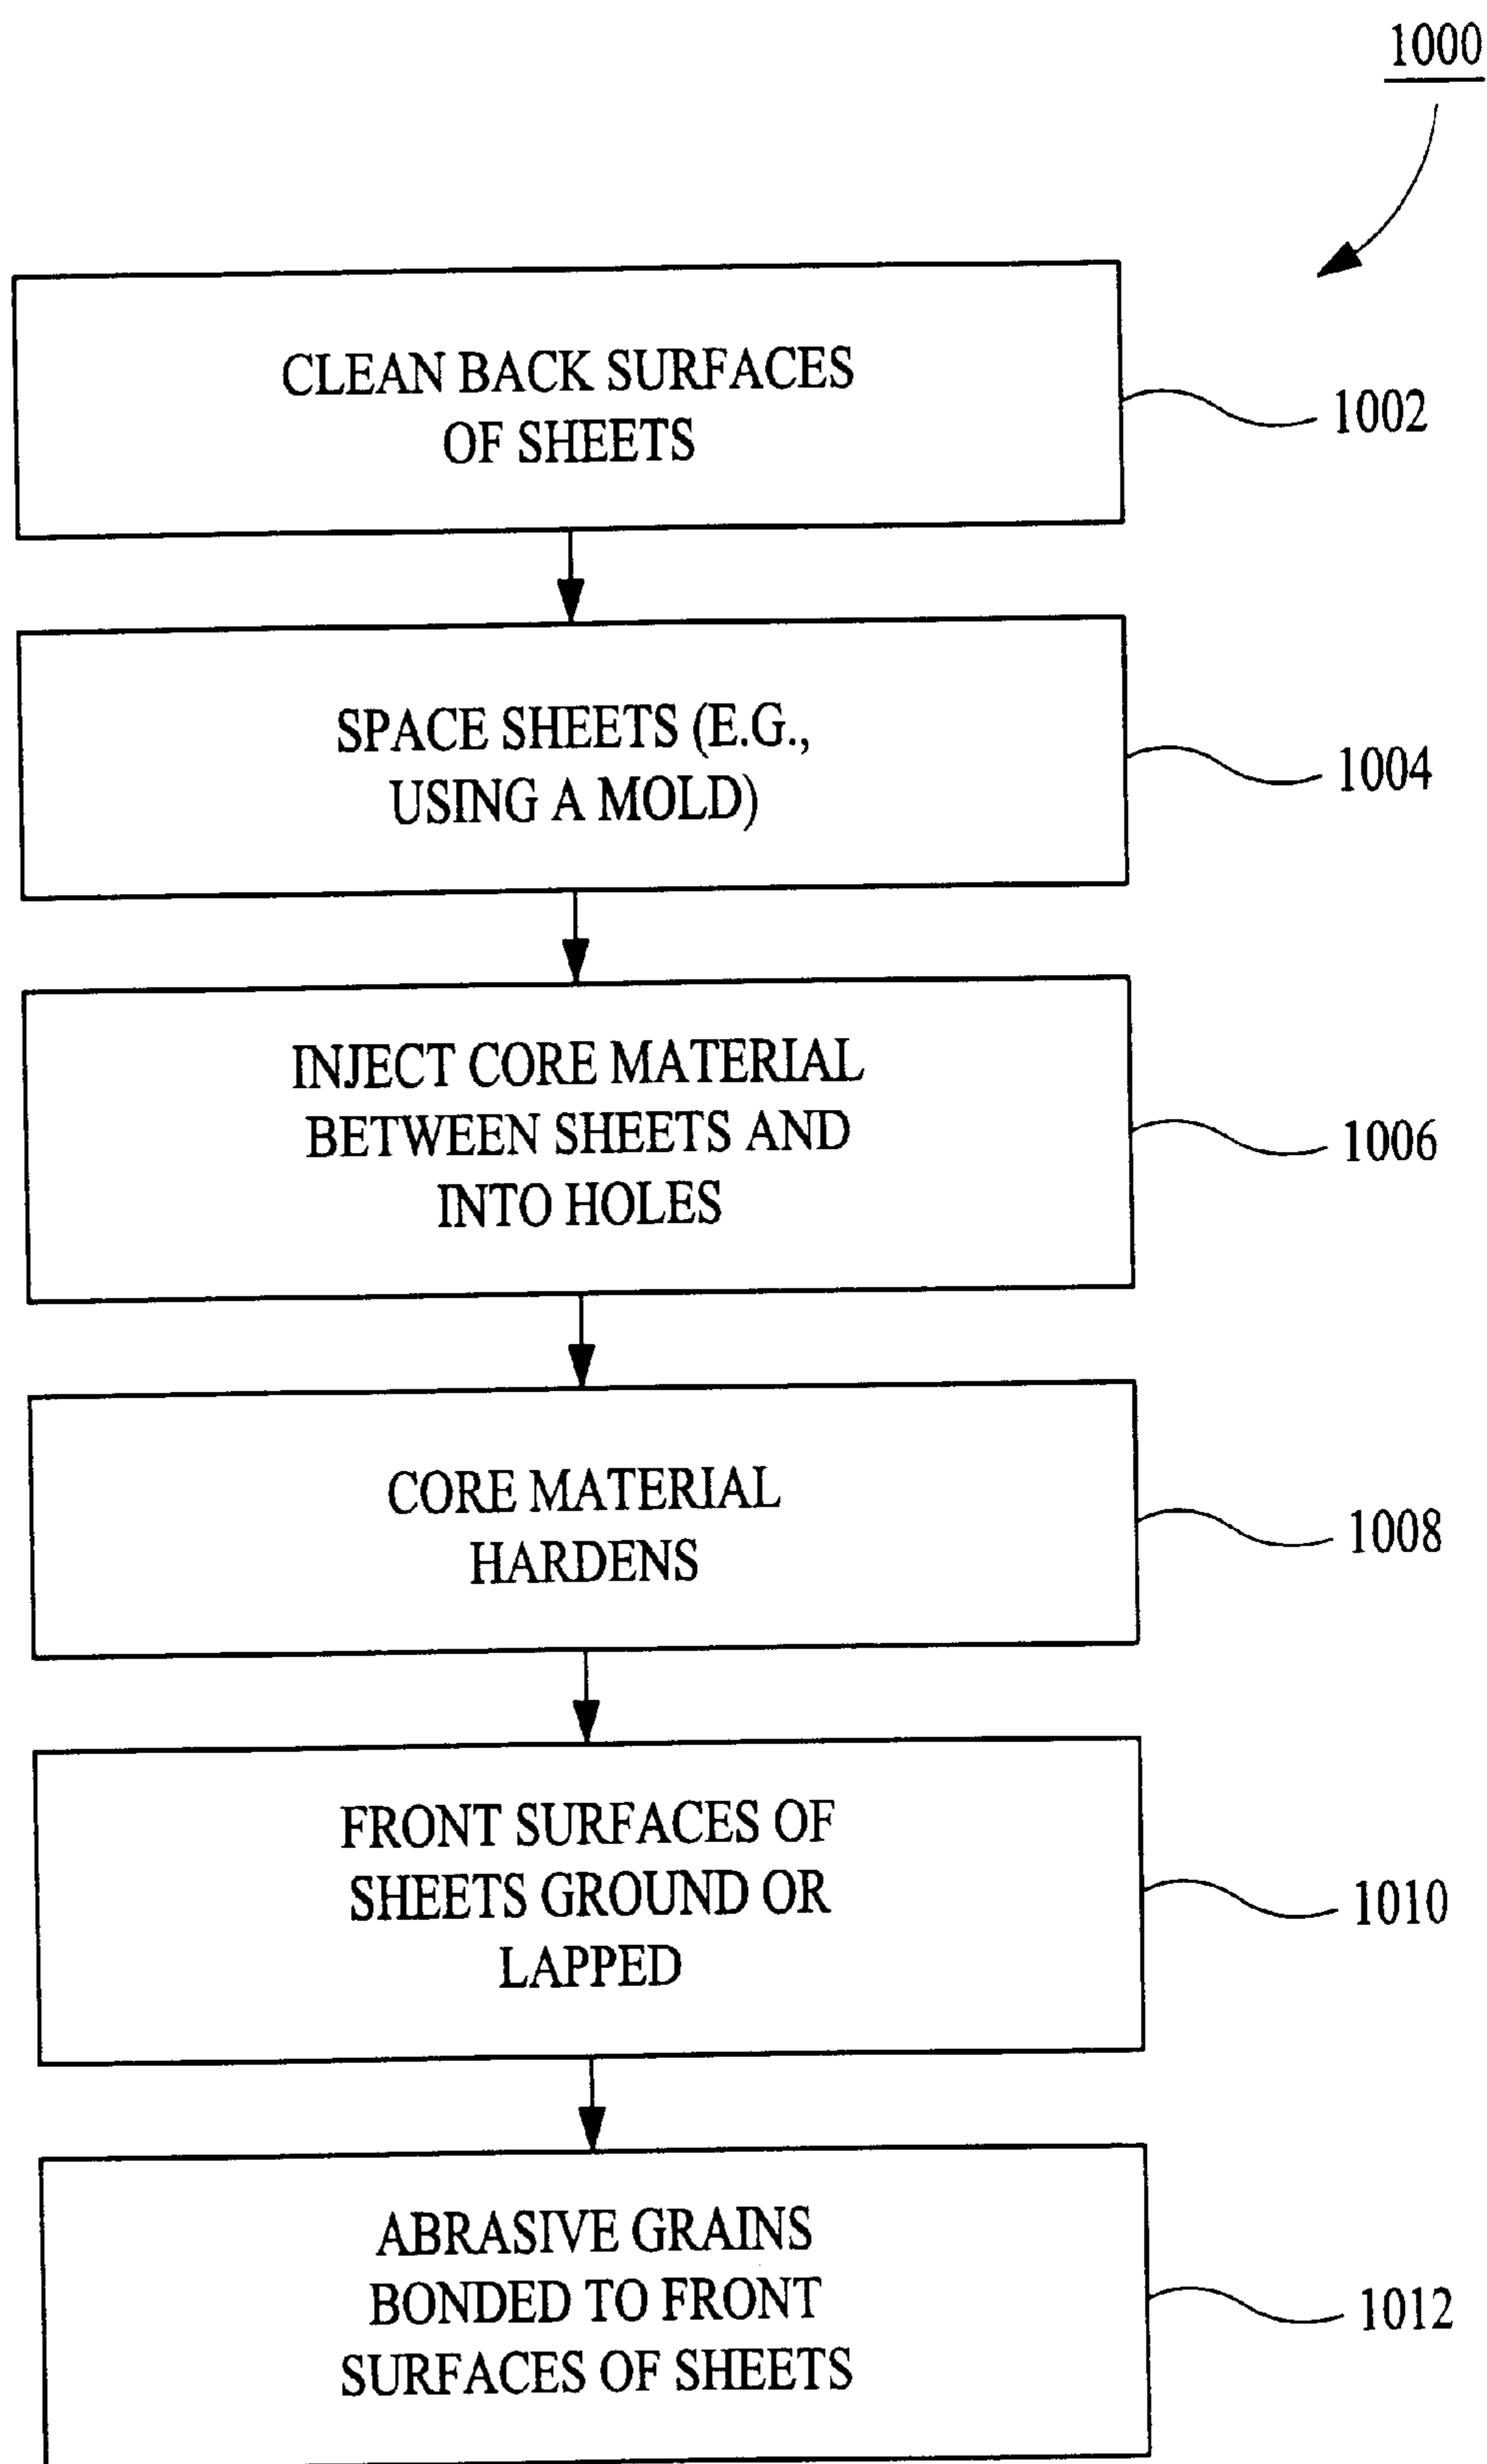 1000
CLEAN BACK SURFACES
OF SHEETS
1002
SPACE SHEETS (E.G.,
USING A MOLD)
1004
INJECT CORE MATERIAL
BETWEEN SHEETS AND
INTO HOLES
1006
CORE MATERIAL
HARDENS
1008
FRONT SURFACES OF
SHEETS GROUND OR
LAPPED
1010
ABRASIVE GRAINS
BONDED TO FRONT
SURFACES OF SHEETS
1012